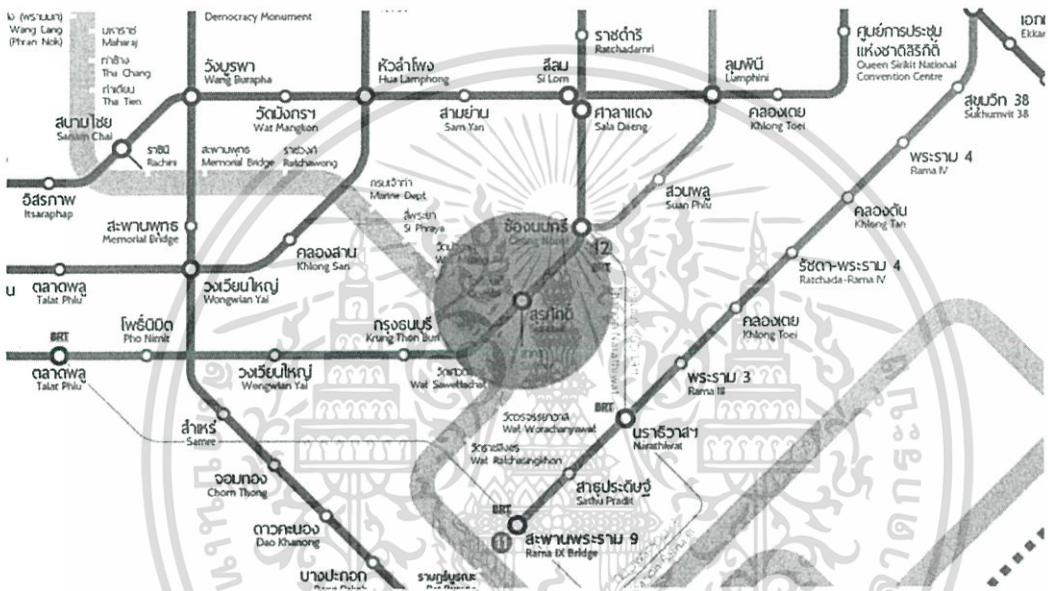 ง (พรานนก)
Wang Lang
(Phran Nok)
มหาราช
Maharaj
ท่าช้าง
Tha Chang
ท่าเตียน
Tha Tien
Democracy Monument
วังบูรพา
Wang Burapha
หัวลำโพง
Hua Lamphong
สีลม
Si Lom
ราชดำริ
Ratchadamri
ลุมพินี
Lumphini
ศูนย์การประชุม
แห่งชาติสิริกิติ์
Queen Sirikit National
Convention Centre
เอกเ
Ekkar
สนามไชย
Sanam Chai
วัดมังกรฯ
Wat Mangkon
สามย่าน
Sam Yan
ศาลาแดง
Sala Daeng
คลองเตย
Khlong Toei
สุขุมวิท 38
Sukhumvit 38
ราชินี
Rachini
สะพานพุทธ
Memorial Bridge
ราชวงศ์
Ratchawong
พระราม 4
Rama IV
อิสรภาพ
Itsaraphap
กรมเจ้าท่า
Marine Dept
สวนพลู
Suan Phlu
สี่พระยา
Si Phraya
คลองตัน
Khlong Tan
สะพานพุทธ
Memorial Bridge
คลองสาน
Khlong San
ช่องนนทรี
Chong Nonsi
12
BRT
รัชดา-พระราม 4
Ratchada-Rama IV
น
ตลาดพลู
Talat Phlu
วงเวียนใหญ่
Wongwian Yai
สุรศักดิ์
คลองเตย
Khlong Toei
BRT
ตลาดพลู
Talat Phlu
โพธิ์นิมิต
Pho Nimit
วงเวียนใหญ่
Wongwian Yai
กรุงธนบุรี
Krung Thon Buri
Wat Sawettachat
พระราม 3
Rama III
สำเหร่
Samre
วัดวรจรรยาวาส
Wat Worachanyawat
BRT
นราธิวาสฯ
Narathiwat
วัดราชสิงขร
Wat Ratchasingkhon
จอมทอง
Chom Thong
สาธุประดิษฐ์
Sathu Pradit
ดาวคะนอง
Dao Khanong
BRT
11
สะพานพระราม 9
Rama IX Bridge
บางปะกอก
ราษฎร์บูรณะ